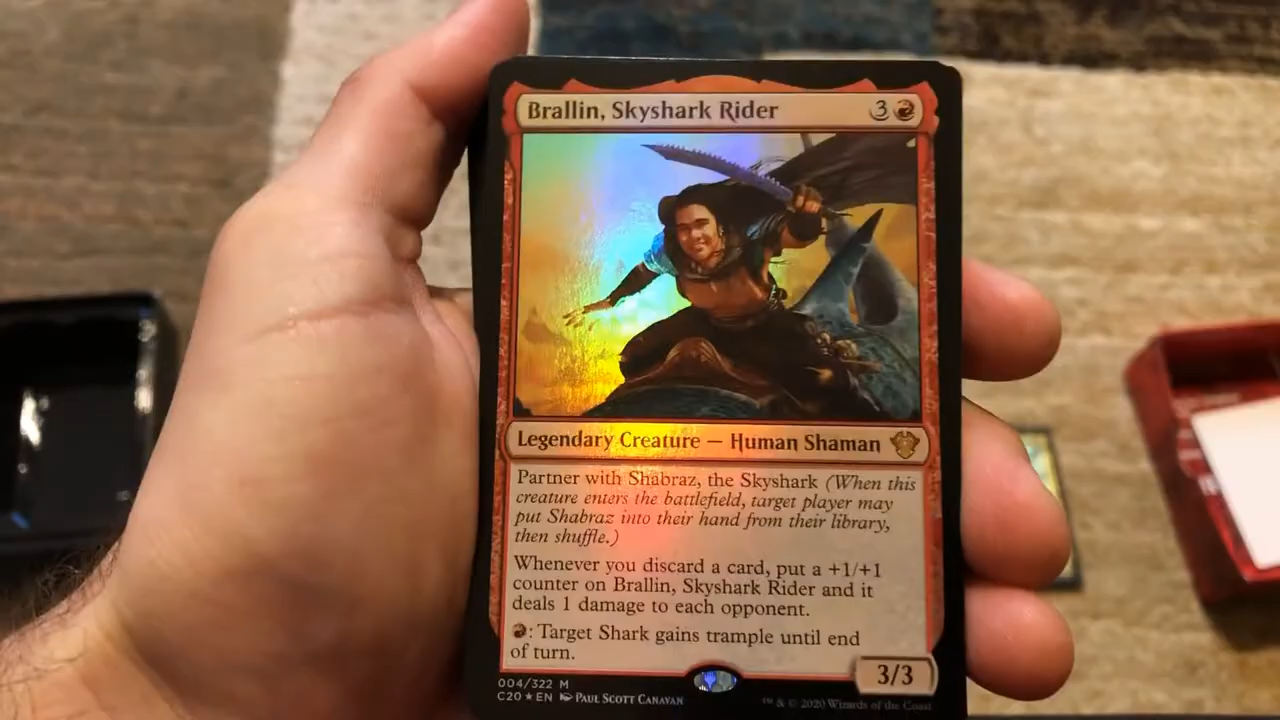 Brallin, Skyshark Rider 3
Legendary Creature — Human Shaman
Partner with Shabraz, the Skyshark (When this
creature enters the battlefield, target player may
put Shabraz into their hand from their library,
then shuffle.)
Whenever you discard a card, put a +1/+1
counter on Brallin, Skyshark Rider and it
deals 1 damage to each opponent.
: Target Shark gains trample until end
of turn.
3/3
004/322 M
C20★EN PAUL SCOTT CANAVAN
™ & © 2020 Wizards of the Coast